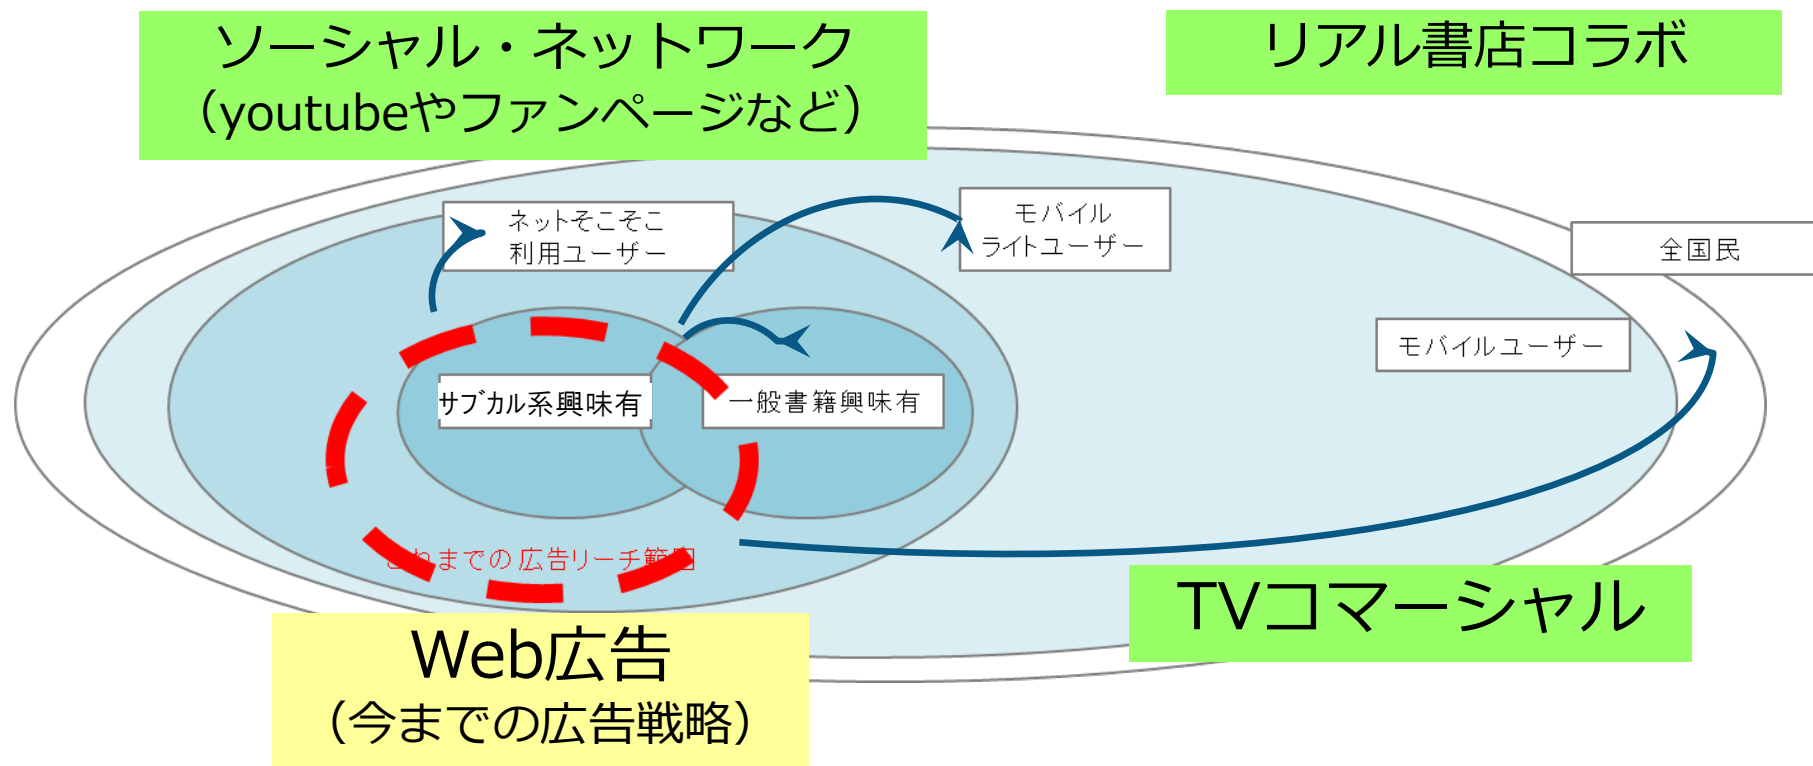 ソーシャル・ネットワーク
（youtubeやファンページなど）
リアル書店コラボ
ネットそこそこ
利用ユーザー
モバイル
ライトユーザー
全国民
モバイルユーザー
サブカル系興味有
一般書籍興味有
これまでの広告リーチ範囲
TVコマーシャル
Web広告
（今までの広告戦略）